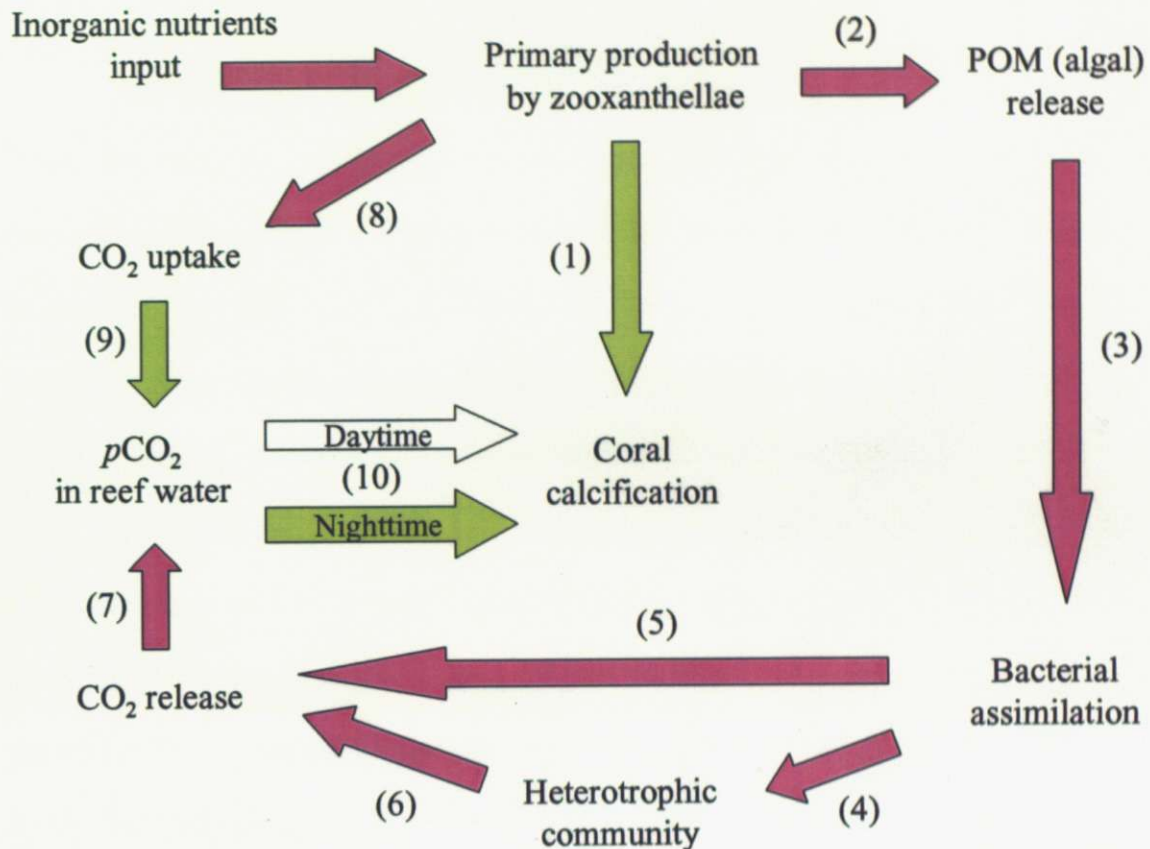 Inorganic nutrients
input
Primary production
by zooxanthellae
(2)
POM (algal)
release
(8)
CO₂ uptake
(1)
(9)
(3)
pCO₂
in reef water
Daytime
(10)
Nighttime
Coral
calcification
(7)
(5)
CO₂ release
Bacterial
assimilation
(6)
Heterotrophic
community
(4)